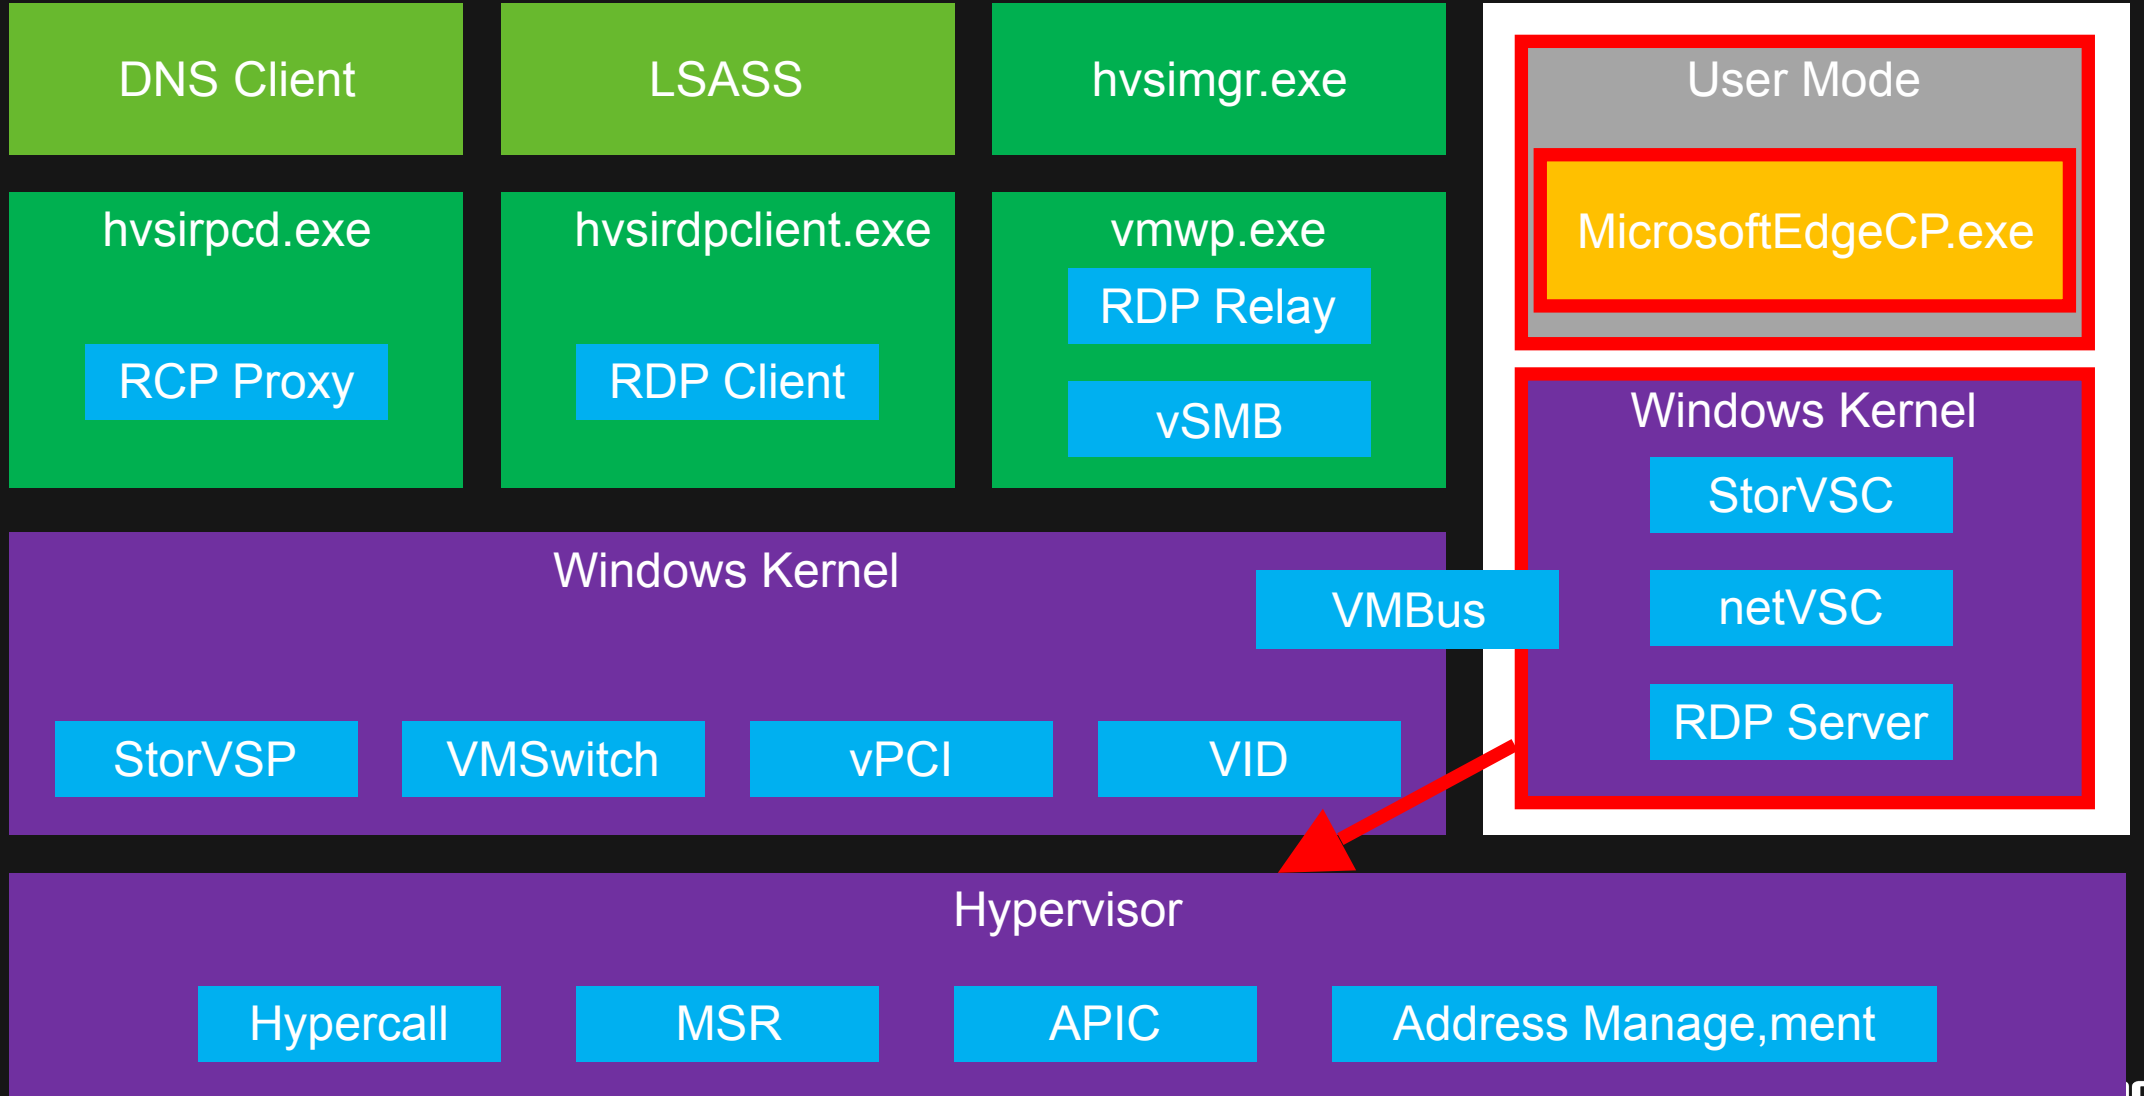 DNS Client
LSASS
hvsimgr.exe
User Mode
MicrosoftEdgeCP.exe
hvsirpcd.exe
RCP Proxy
hvsirdpclient.exe
RDP Client
vmwp.exe
RDP Relay
vSMB
Windows Kernel
StorVSC
netVSC
RDP Server
Windows Kernel
VMBus
StorVSP
VMSwitch
vPCI
VID
Hypervisor
Hypercall
MSR
APIC
Address Manage,ment